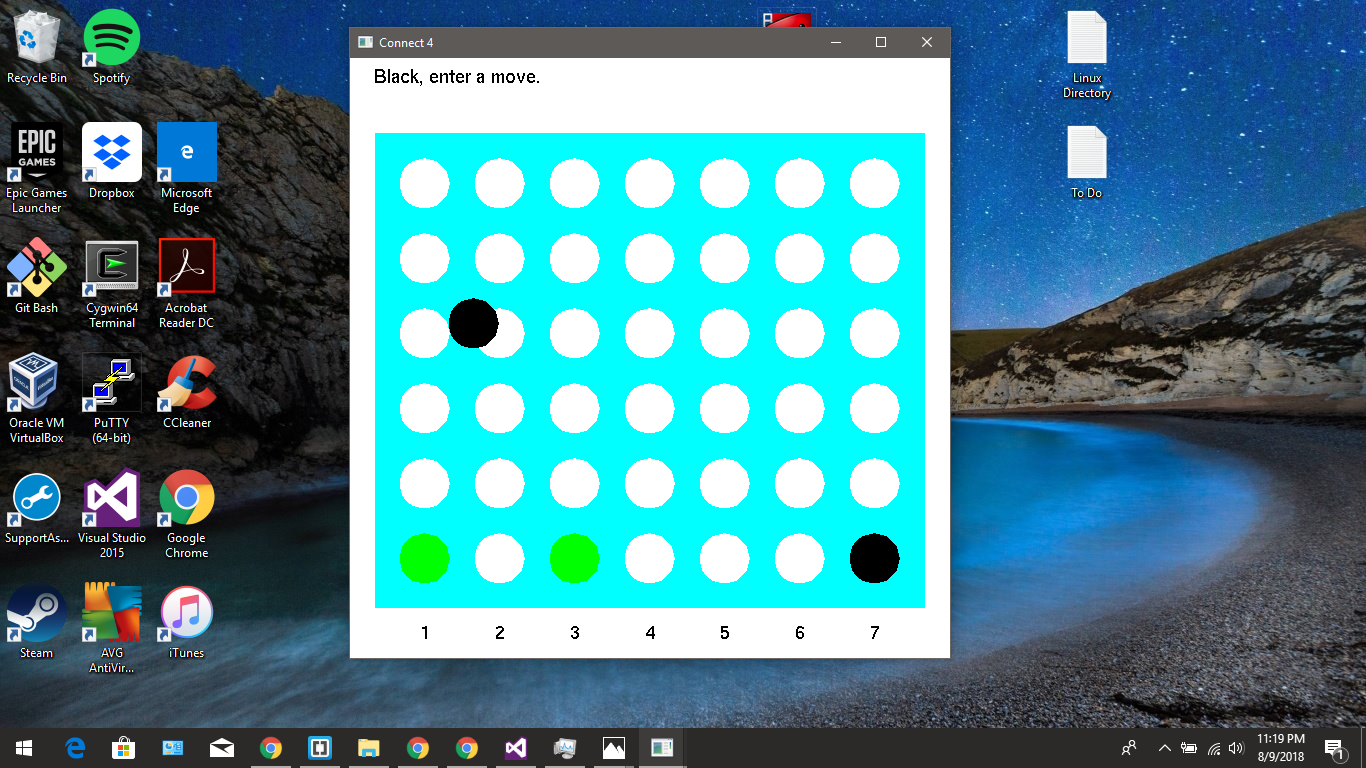 Recycle Bin
Spotify
EPIC
GAMES
Epic Games
Launcher
Dropbox
Microsoft
Edge
Git Bash
Cygwin64
Terminal
Acrobat
Reader DC
Oracle VM
VirtualBox
PuTTY
(64-bit)
CCleaner
SupportAs...
Visual Studio
2015
Google
Chrome
Steam
AVG
AntiVir...
iTunes
Connect 4
Black, enter a move.
1 2 3 4 5 6 7
Linux
Directory
To Do
11:19 PM
8/9/2018
1